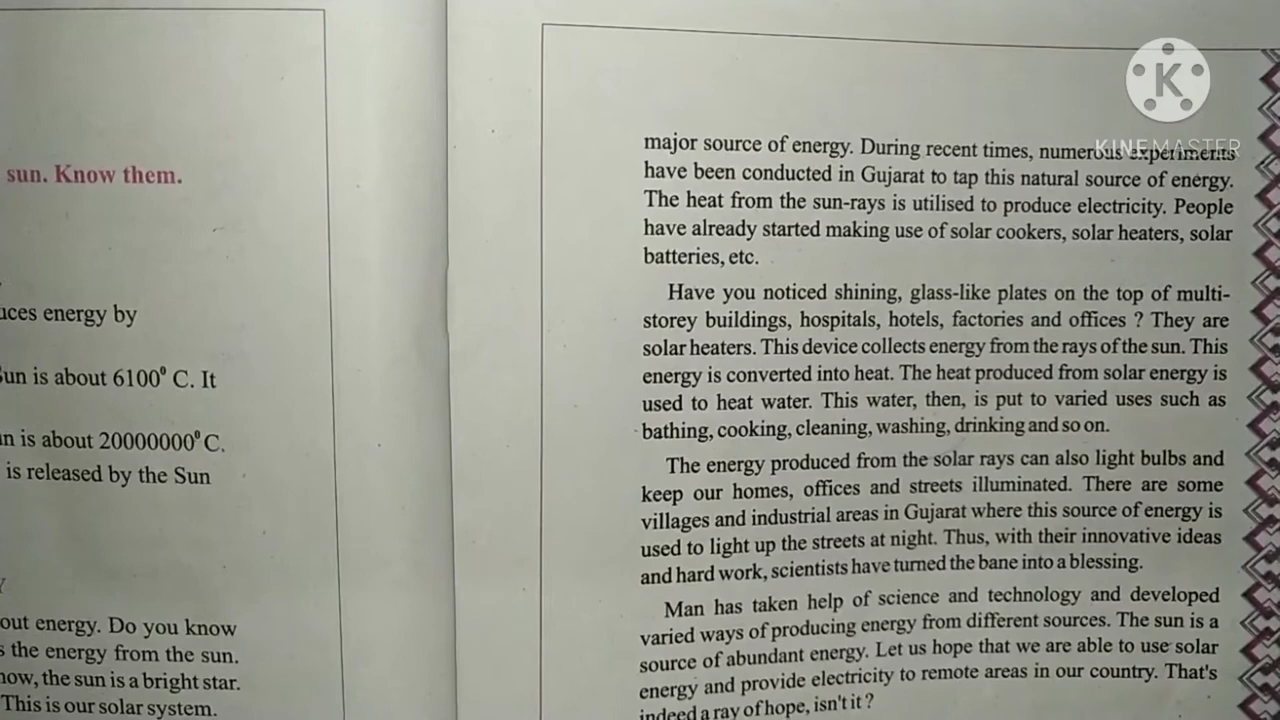 sun. Know them.
energy by
Sun is about 6100⁰ C. It
is about 20000000⁰ C.
is released by the Sun
out energy. Do you know
the energy from the sun.
the sun is a bright star.
This is our solar system.
K
KINEMASTER
major source of energy. During recent times, numerous experiments
have been conducted in Gujarat to tap this natural source of energy.
The heat from the sun-rays is utilised to produce electricity. People
have already started making use of solar cookers, solar heaters, solar
batteries, etc.
Have you noticed shining, glass-like plates on the top of multi-
storey buildings, hospitals, hotels, factories and offices ? They are
solar heaters. This device collects energy from the rays of the sun. This
energy is converted into heat. The heat produced from solar energy is
used to heat water. This water, then, is put to varied uses such as
bathing, cooking, cleaning, washing, drinking and so on.
The energy produced from the solar rays can also light bulbs and
keep our homes, offices and streets illuminated. There are some
villages and industrial areas in Gujarat where this source of energy is
used to light up the streets at night. Thus, with their innovative ideas
and hard work, scientists have turned the bane into a blessing.
Man has taken help of science and technology and developed
varied ways of producing energy from different sources. The sun is a
source of abundant energy. Let us hope that we are able to use solar
energy and provide electricity to remote areas in our country. That's
indeed a ray of hope, isn't it ?